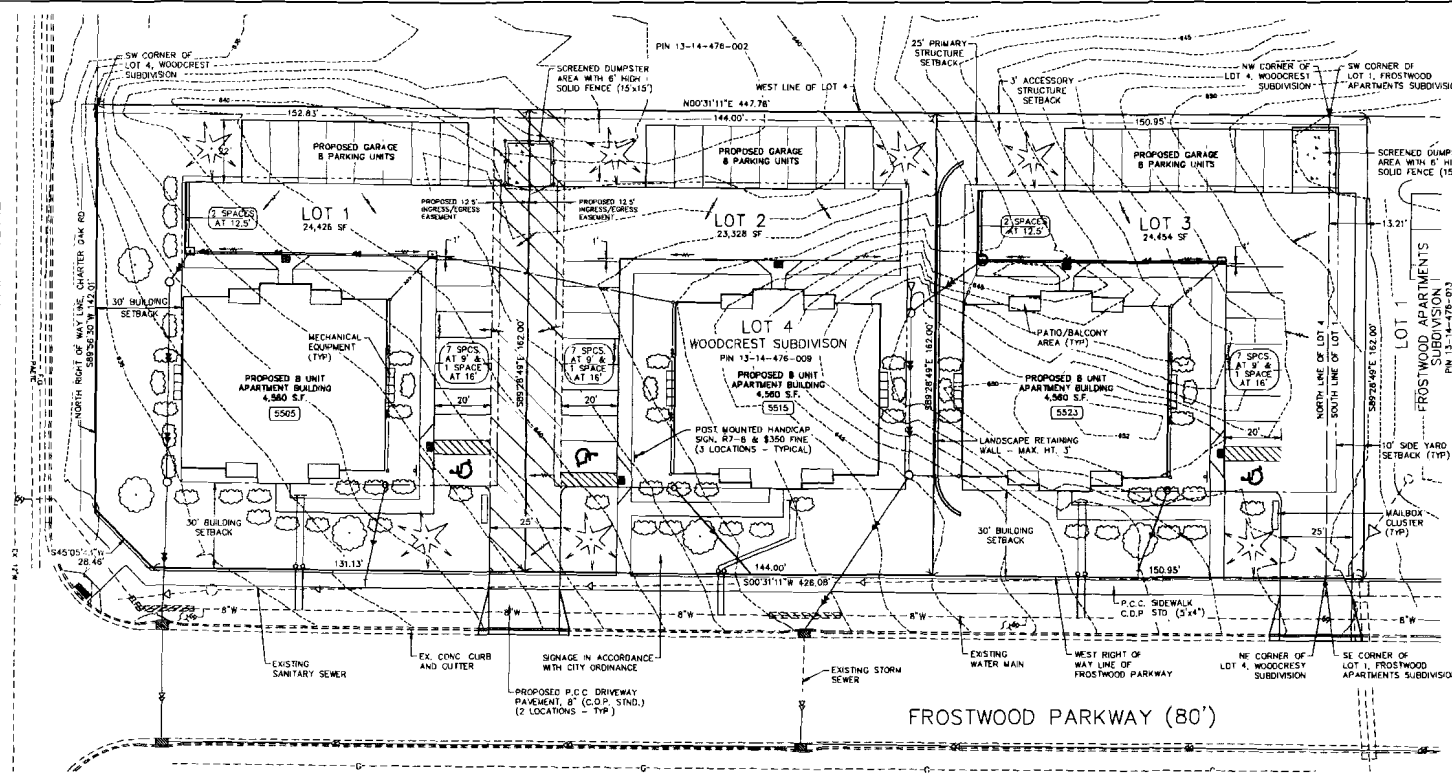 SW CORNER OF
LOT 4, WOODCREST
SUBDIVISION
PIN 13-14-476-002
SCREENED DUMPSTER
AREA WITH 6' HIGH
SOLID FENCE (15'x15')
WEST LINE OF LOT 4
25' PRIMARY
STRUCTURE
SETBACK
3' ACCESSORY
STRUCTURE
SETBACK
NW CORNER OF
LOT 4, WOODCREST
SUBDIVISION
SW CORNER OF
LOT 1, FROSTWOOD
APARTMENTS SUBDIVISIO
N00°31'11"E 447.78'
152.83'
144.00'
150.95'
PROPOSED GARAGE
8 PARKING UNITS
PROPOSED GARAGE
8 PARKING UNITS
PROPOSED GARAGE
8 PARKING UNITS
SCREENED DUMP
AREA WITH 6' HI
SOLID FENCE (15
22'
2 SPACES
AT 12.5'
LOT 1
24,426 SF
PROPOSED 12.5'
INGRESS/EGRESS
EASEMENT
PROPOSED 12.5'
INGRESS/EGRESS
EASEMENT
LOT 2
23,328 SF
2 SPACES
AT 12.5'
LOT 3
24,454 SF
13.21'
1'
1'
NORTH RIGHT OF WAY LINE, CHARTER OAK RD
S89°56'30"W 142.01'
30' BUILDING
SETBACK
MECHANICAL
EQUIPMENT
(TYP)
S89°28'49"E 162.00'
S89°28'49"E 162.00'
S89°28'49"E 162.00'
LOT 4
WOODCREST SUBDIVISON
PIN 13-14-476-009
PATIO/BALCONY
AREA (TYP)
LOT 1
FROSTWOOD APARTMENTS
SUBDIVISION
PIN 13-14-476-013
NORTH LINE OF LOT 4
SOUTH LINE OF LOT 1
7 SPCS.
AT 9' &
1 SPACE
AT 16'
7 SPCS.
AT 9' &
1 SPACE
AT 16'
7 SPCS.
AT 9' &
1 SPACE
AT 16'
PROPOSED 8 UNIT
APARTMENT BUILDING
4,560 S.F.
5505
PROPOSED 8 UNIT
APARTMENT BUILDING
4,560 S.F.
5515
PROPOSED 8 UNIT
APARTMENT BUILDING
4,560 S.F.
5523
20'
20'
20'
POST MOUNTED HANDICAP
SIGN, R7-8 & $350 FINE
(3 LOCATIONS - TYPICAL)
LANDSCAPE RETAINING
WALL - MAX. HT. 3'
10' SIDE YARD
SETBACK (TYP)
MAILBOX
CLUSTER
(TYP)
30' BUILDING
SETBACK
25'
30' BUILDING
SETBACK
25'
28.46'
131.13'
144.00'
S00°31'11"W 426.08'
150.95'
8"W
8"W
8"W
8"W
8"W
8"W
P.C.C. SIDEWALK
C.O.P. STD (5'x4")
EXISTING
SANITARY SEWER
EX. CONC CURB
AND GUTTER
SIGNAGE IN ACCORDANCE
WITH CITY ORDINANCE
PROPOSED P.C.C DRIVEWAY
PAVEMENT, 8" (C.O.P. STND.)
(2 LOCATIONS - TYP)
EXISTING STORM
SEWER
EXISTING
WATER MAIN
WEST RIGHT OF
WAY LINE OF
FROSTWOOD PARKWAY
NE CORNER OF
LOT 4, WOODCREST
SUBDIVISION
SE CORNER OF
LOT 1, FROSTWOOD
APARTMENTS SUBDIVISIO
FROSTWOOD PARKWAY (80')